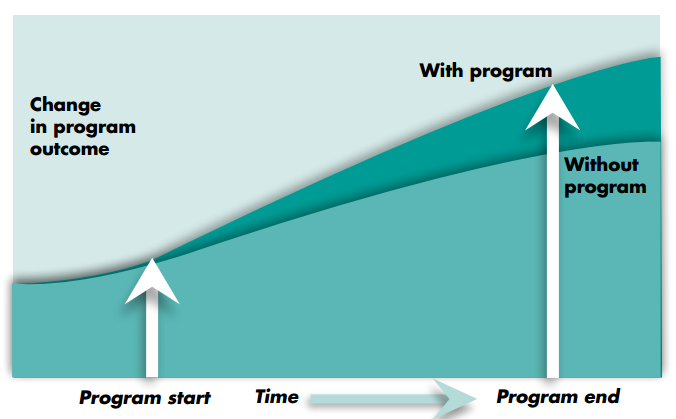 With program
Change
in program
outcome
Without
program
Program start
Time
Program end